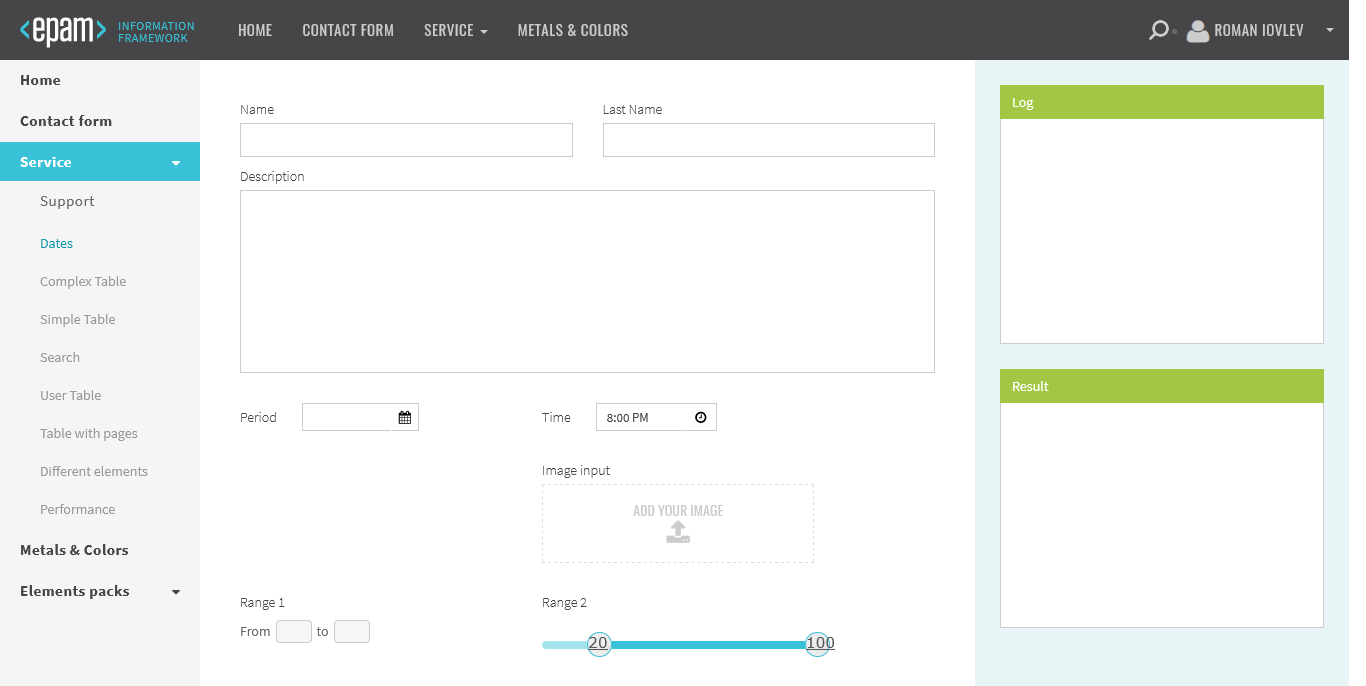 <epam> INFORMATION FRAMEWORK
HOME CONTACT FORM SERVICE METALS & COLORS
ROMAN IOVLEV
Home
Contact form
Service
Support
Dates
Complex Table
Simple Table
Search
User Table
Table with pages
Different elements
Performance
Metals & Colors
Elements packs
Name
Last Name
Description
Period
Time 8:00 PM
Image input
ADD YOUR IMAGE
Range 1
From to
Range 2
20 100
Log
Result